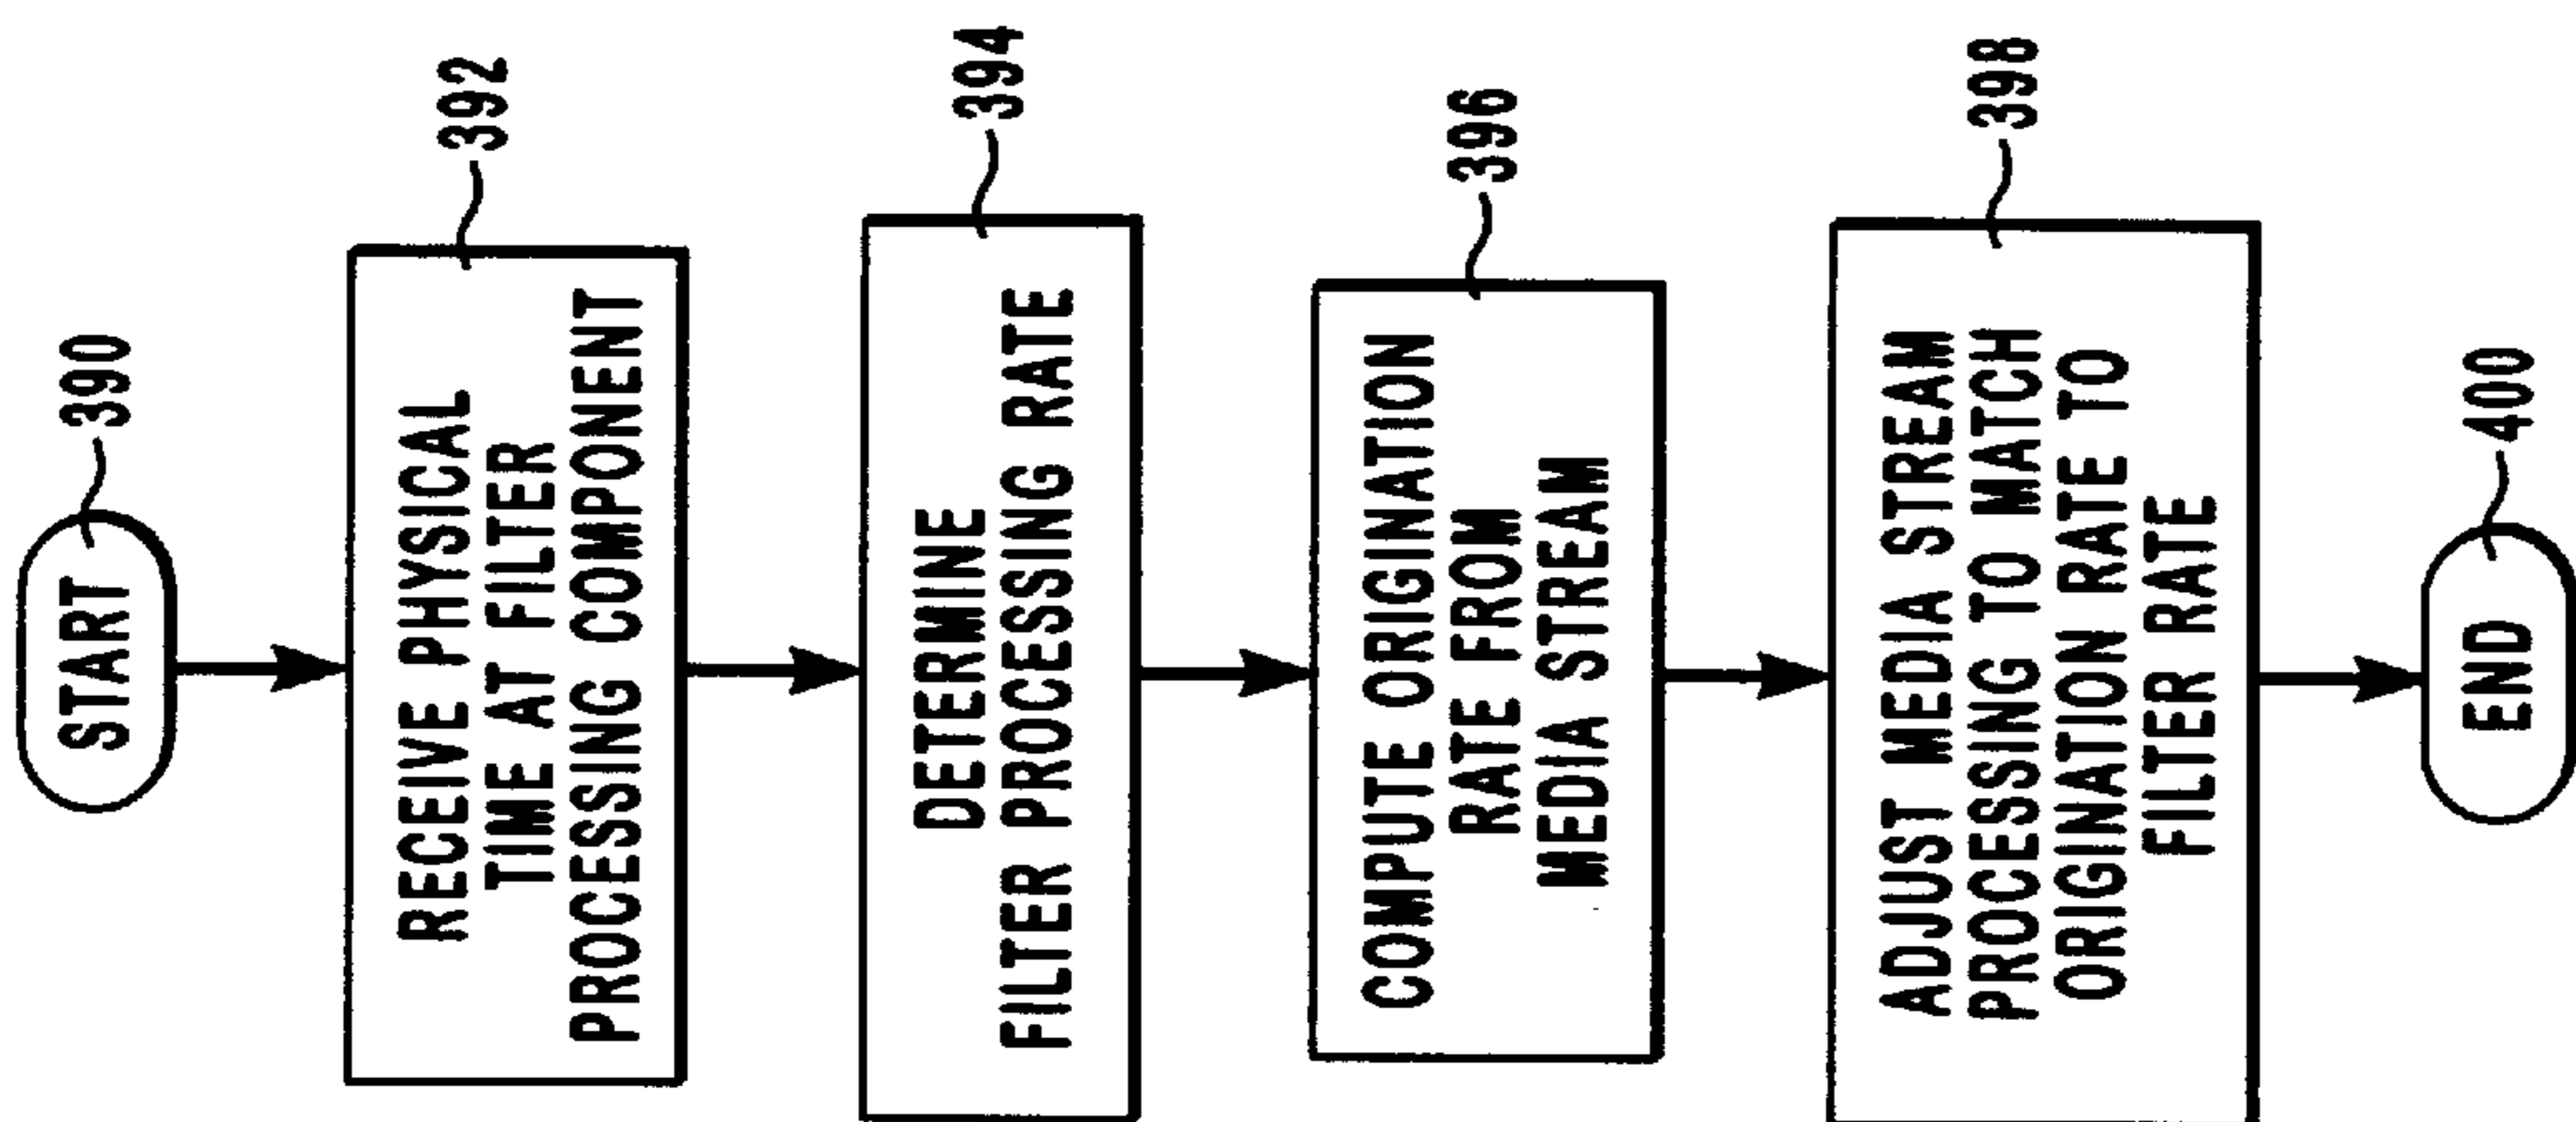 START
390
RECEIVE PHYSICAL
TIME AT FILTER
PROCESSING COMPONENT
392
DETERMINE
FILTER PROCESSING RATE
394
COMPUTE ORIGINATION
RATE FROM
MEDIA STREAM
396
ADJUST MEDIA STREAM
PROCESSING TO MATCH
ORIGINATION RATE TO
FILTER RATE
398
END
400